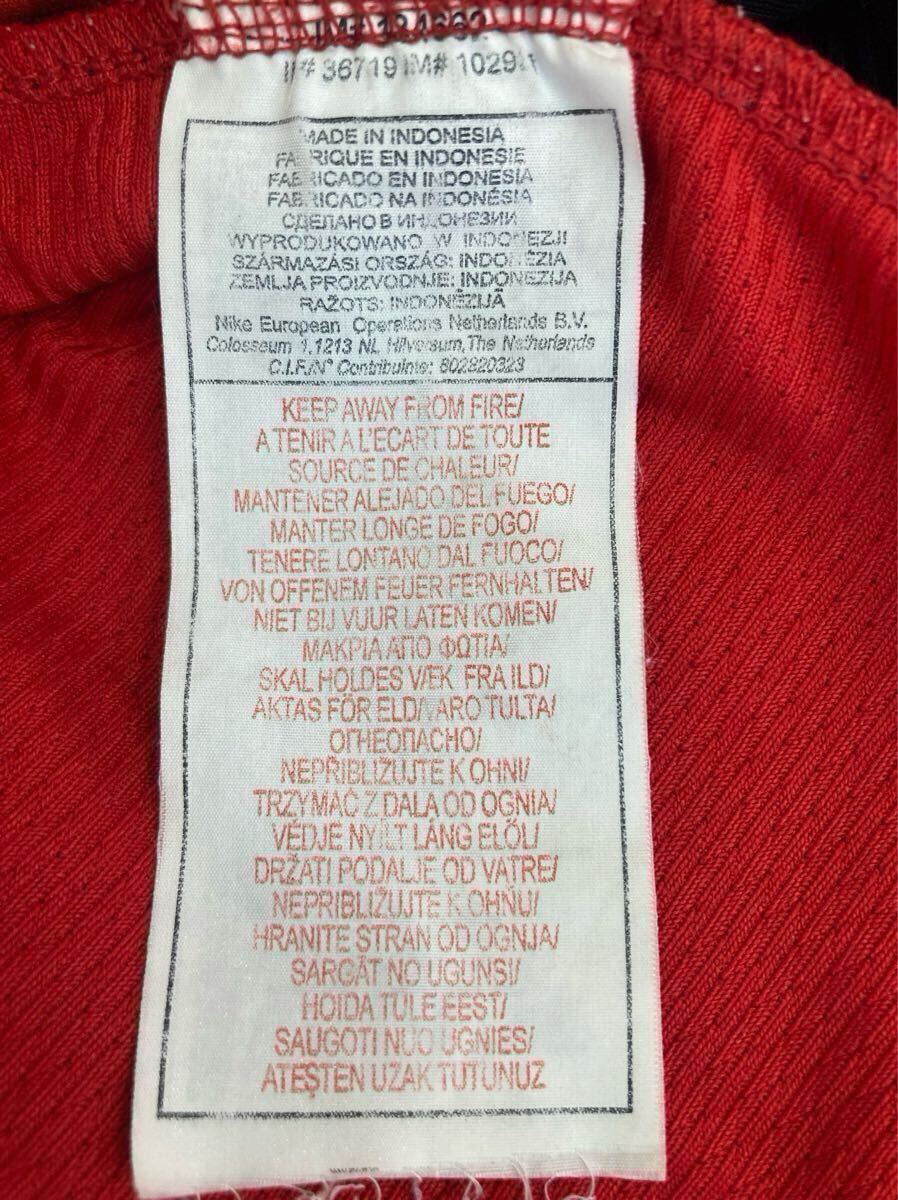 MADE IN INDONESIA
FABRIQUE EN INDONESIE
FABRICADO EN INDONESIA
FABRICADO NA INDONÉSIA
СДЕЛАНО В ИНДОНЕЗИИ
WYPRODUKOWANO W INDONEZJI
SZÁRMAZÁSI ORSZÁG: INDONÉZIA
ZEMLJA PROIZVODNJE: INDONEZIJA
RAŽOTS: INDONĒZIJĀ
Nike European Operations Netherlands B.V.
Colosseum 1,1213 NL Hilversum,The Netherlands
C.I.F./N° Contribuinte: 802820323
KEEP AWAY FROM FIRE/
A TENIR A L'ECART DE TOUTE
SOURCE DE CHALEUR/
MANTENER ALEJADO DEL FUEGO/
MANTER LONGE DE FOGO/
TENERE LONTANO DAL FUOCO/
VON OFFENEM FEUER FERNHALTEN/
NIET BIJ VUUR LATEN KOMEN/
ΜΑΚΡΙΑ ΑΠΟ ΦΩΤΙΑ/
SKAL HOLDES VÆK FRA ILD/
AKTAS FÖR ELD/VARO TULTA/
ОГНЕОПАСНО/
NEPŘIBLIŽUJTE K OHNI/
TRZYMAĆ Z DALA OD OGNIA/
VÉDJE NYÍLT LÁNG ELŐL/
DRŽATI PODALJE OD VATRE/
NEPRIBLIŽUJTE K OHŇU/
HRANITE STRAN OD OGNJA/
SARGĀT NO UGUNS!/
HOIDA TULE EEST/
SAUGOTI NUO UGNIES/
ATEŞTEN UZAK TUTUNUZ